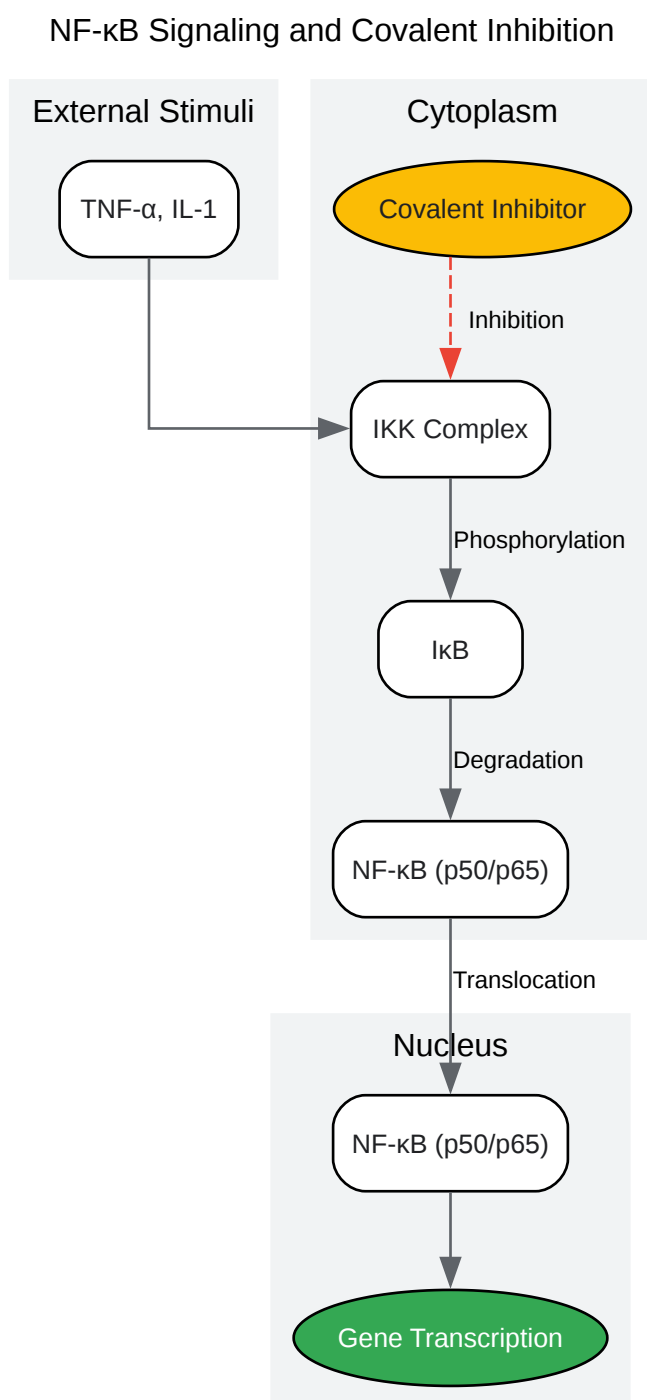 NF-κB Signaling and Covalent Inhibition
External Stimuli
TNF-α, IL-1
Cytoplasm
Covalent Inhibitor
Inhibition
IKK Complex
Phosphorylation
IκB
Degradation
NF-κB (p50/p65)
Translocation
Nucleus
NF-κB (p50/p65)
Gene Transcription